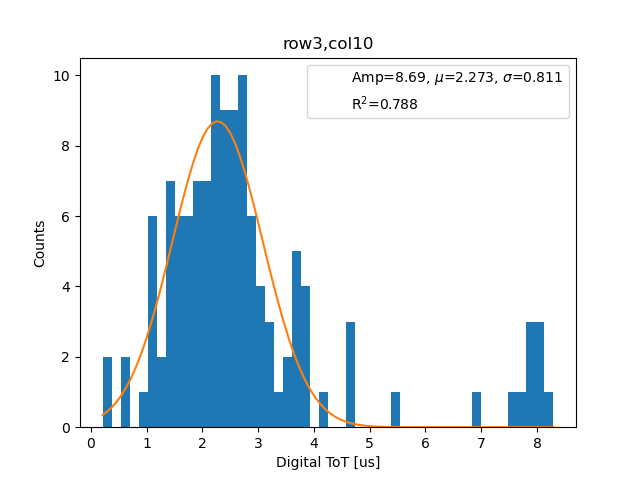 row3,col10
Amp=8.69, μ=2.273, σ=0.811
R²=0.788
10
8
6
4
2
0
Counts
0 1 2 3 4 5 6 7 8
Digital ToT [us]